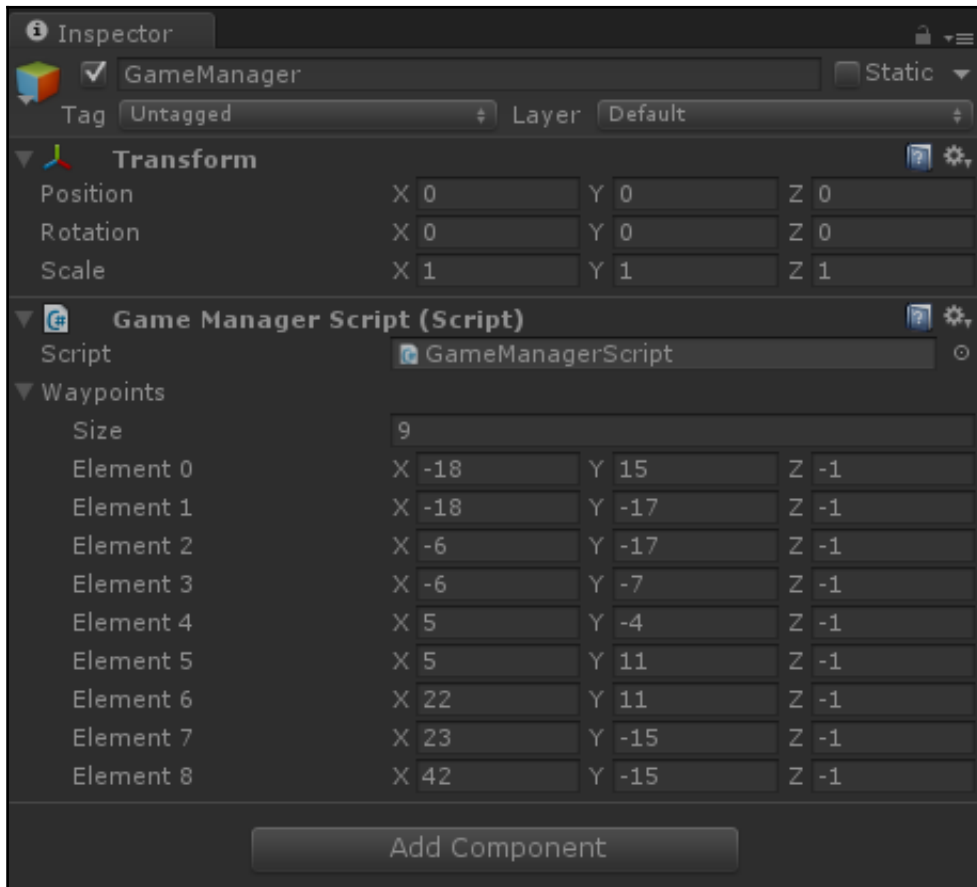 Inspector
GameManager Static
Tag Untagged Layer Default
Transform
Position X 0 Y 0 Z 0
Rotation X 0 Y 0 Z 0
Scale X 1 Y 1 Z 1
Game Manager Script (Script)
Script GameManagerScript
Waypoints
Size 9
Element 0 X -18 Y 15 Z -1
Element 1 X -18 Y -17 Z -1
Element 2 X -6 Y -17 Z -1
Element 3 X -6 Y -7 Z -1
Element 4 X 5 Y -4 Z -1
Element 5 X 5 Y 11 Z -1
Element 6 X 22 Y 11 Z -1
Element 7 X 23 Y -15 Z -1
Element 8 X 42 Y -15 Z -1
Add Component